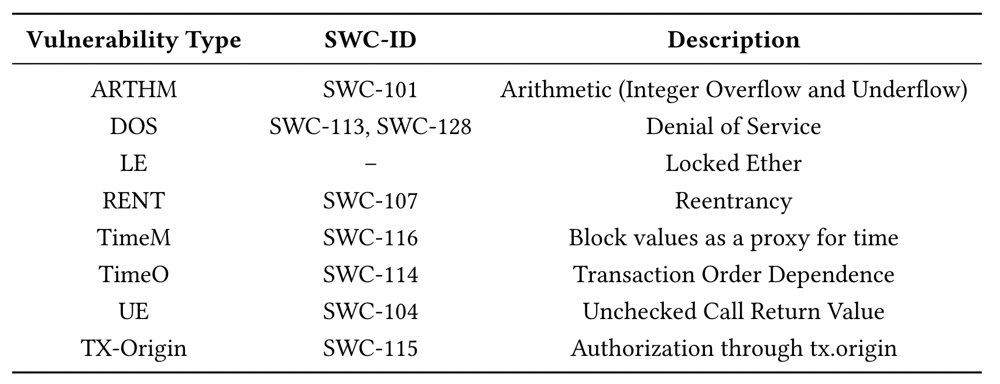 Vulnerability Type SWC-ID Description
ARTHM SWC-101 Arithmetic (Integer Overflow and Underflow)
DOS SWC-113, SWC-128 Denial of Service
LE – Locked Ether
RENT SWC-107 Reentrancy
TimeM SWC-116 Block values as a proxy for time
TimeO SWC-114 Transaction Order Dependence
UE SWC-104 Unchecked Call Return Value
TX-Origin SWC-115 Authorization through tx.origin